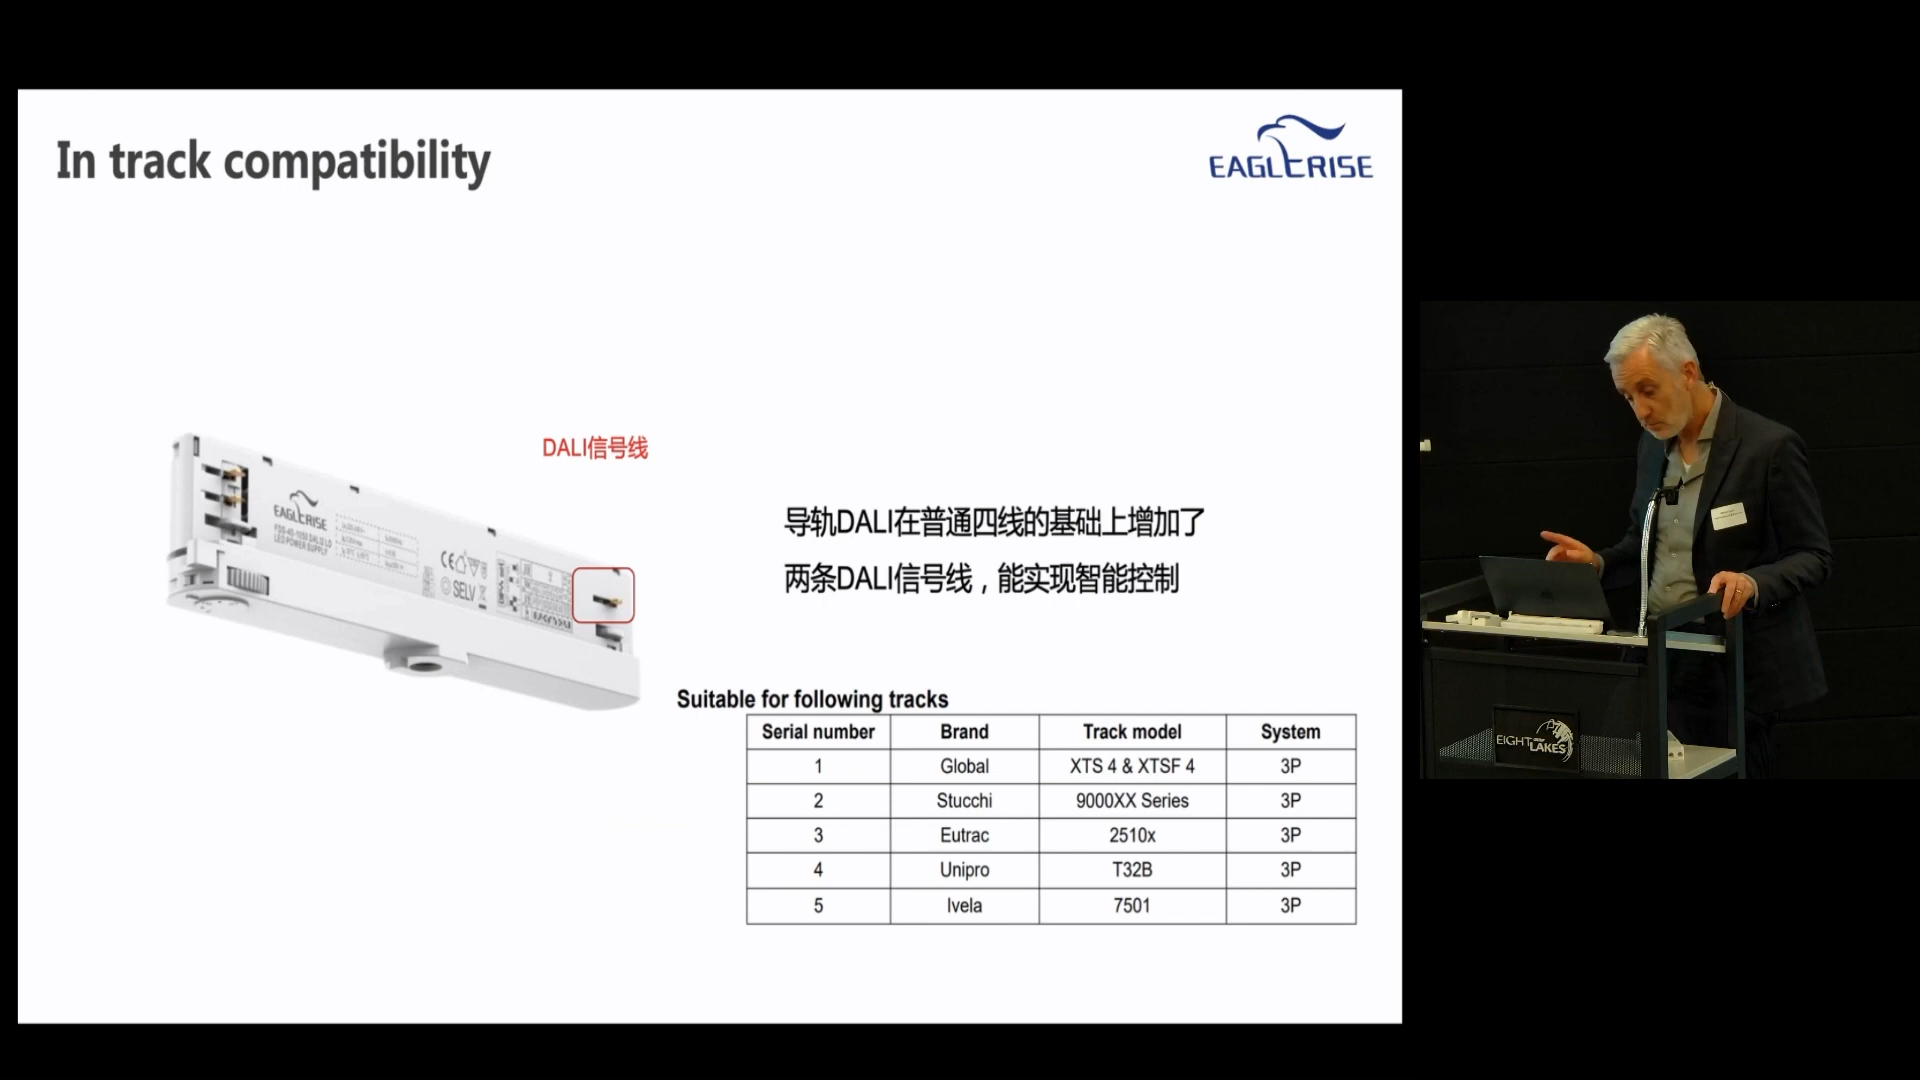 In track compatibility
EAGLERISE
DALI信号线
EAGLERISE
LED POWER SUPPLY
SELV
导轨DALI在普通四线的基础上增加了
两条DALI信号线，能实现智能控制
Suitable for following tracks
Serial number Brand Track model System
1 Global XTS 4 & XTSF 4 3P
2 Stucchi 9000XX Series 3P
3 Eutrac 2510x 3P
4 Unipro T32B 3P
5 Ivela 7501 3P
EIGHT LAKES